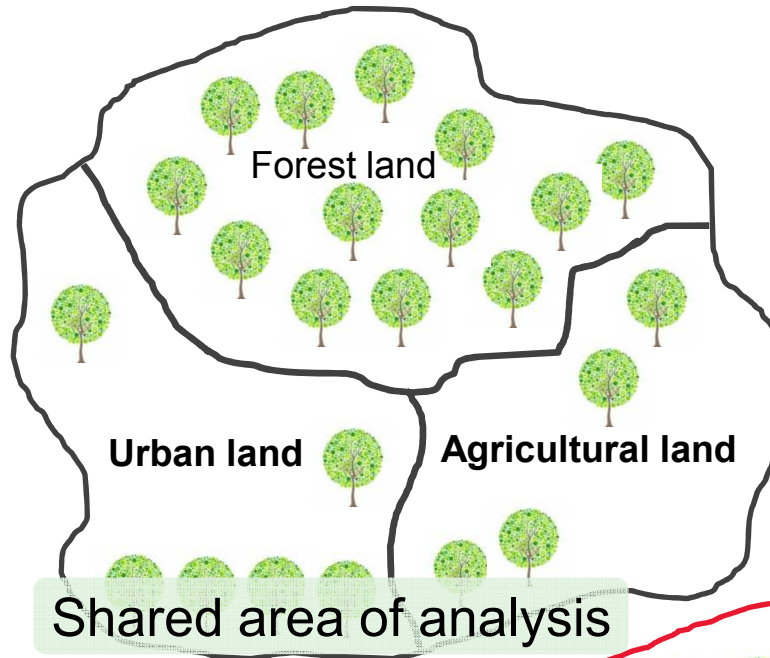 Forest land
Urban land
Agricultural land
Shared area of analysis